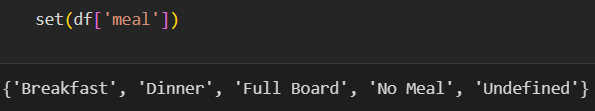 set(df['meal'])
{'Breakfast', 'Dinner', 'Full Board', 'No Meal', 'Undefined'}